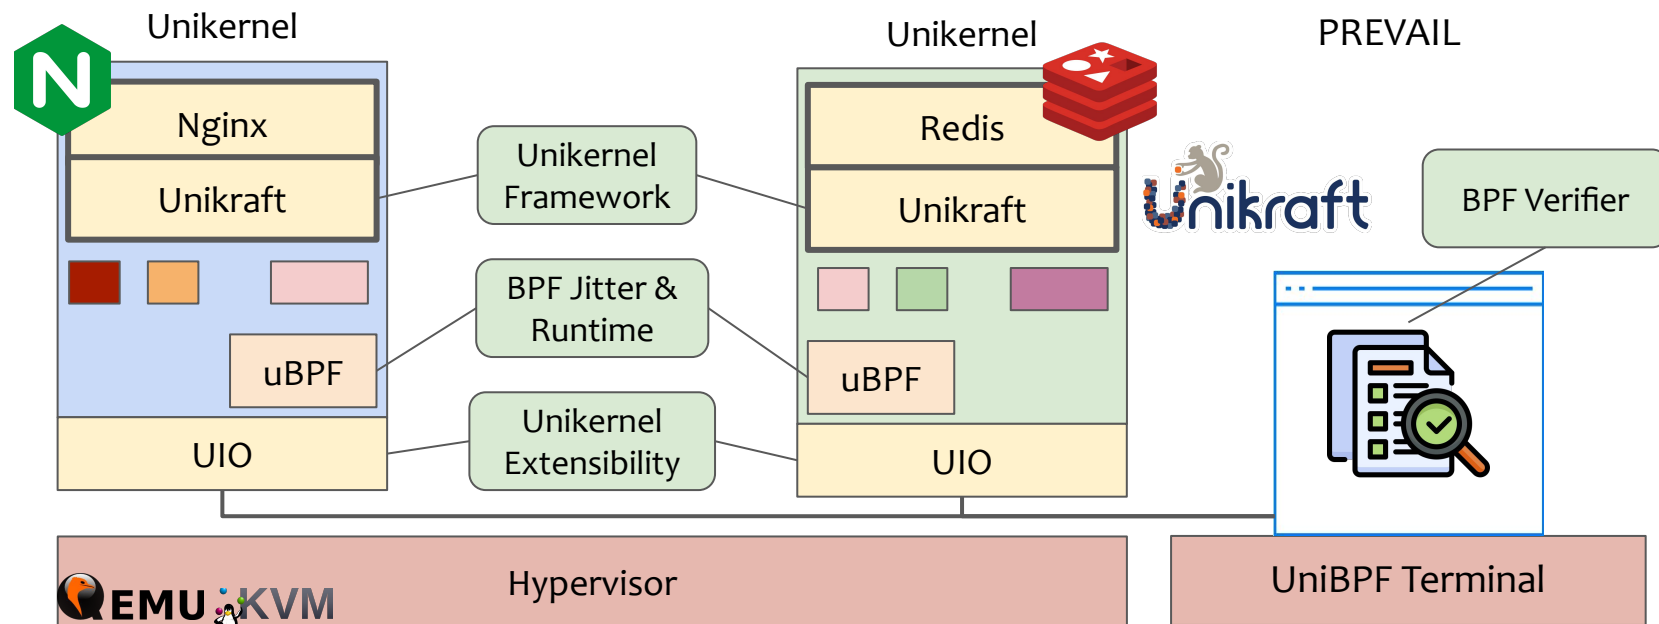 Unikernel
Unikernel
PREVAIL
N
Nginx
Unikraft
Unikernel
Framework
Redis
Unikraft
Unikraft
BPF Verifier
BPF Jitter &
Runtime
uBPF
uBPF
Unikernel
Extensibility
UIO
UIO
Hypervisor
QEMU KVM
UniBPF Terminal